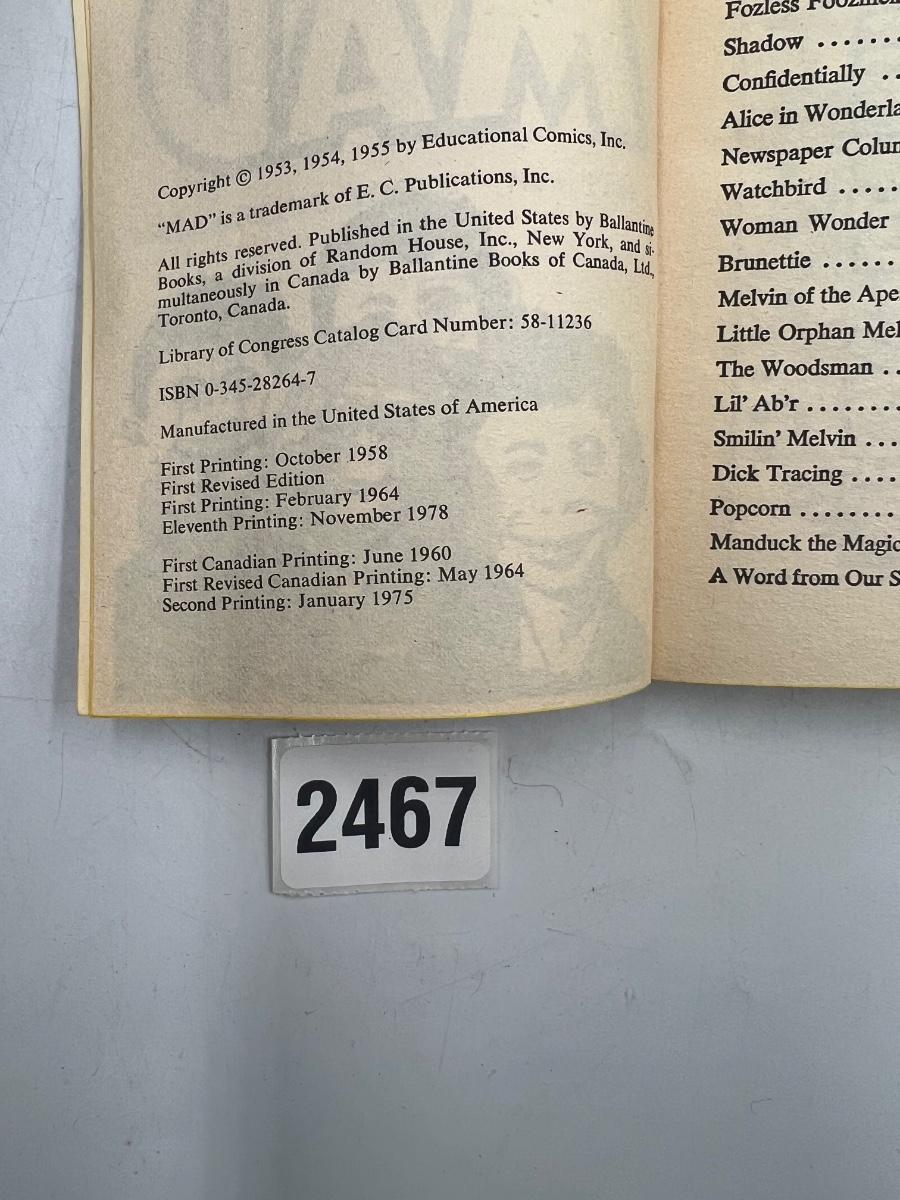 Copyright © 1953, 1954, 1955 by Educational Comics, Inc.
“MAD” is a trademark of E. C. Publications, Inc.
All rights reserved. Published in the United States by Ballantine
Books, a division of Random House, Inc., New York, and si-
multaneously in Canada by Ballantine Books of Canada, Ltd.,
Toronto, Canada.
Library of Congress Catalog Card Number: 58-11236
ISBN 0-345-28264-7
Manufactured in the United States of America
First Printing: October 1958
First Revised Edition
First Printing: February 1964
Eleventh Printing: November 1978
First Canadian Printing: June 1960
First Revised Canadian Printing: May 1964
Second Printing: January 1975
Fozless
Shadow ........
Confidentially ..
Alice in
Newspaper
Watchbird .....
Woman Wonder
Brunettie .......
Melvin of the
Little Orphan
The Woodsman ..
Lil’ Ab’r ........
Smilin’ Melvin ...
Dick Tracing ....
Popcorn ........
Manduck the
A Word from Our
2467
MAD